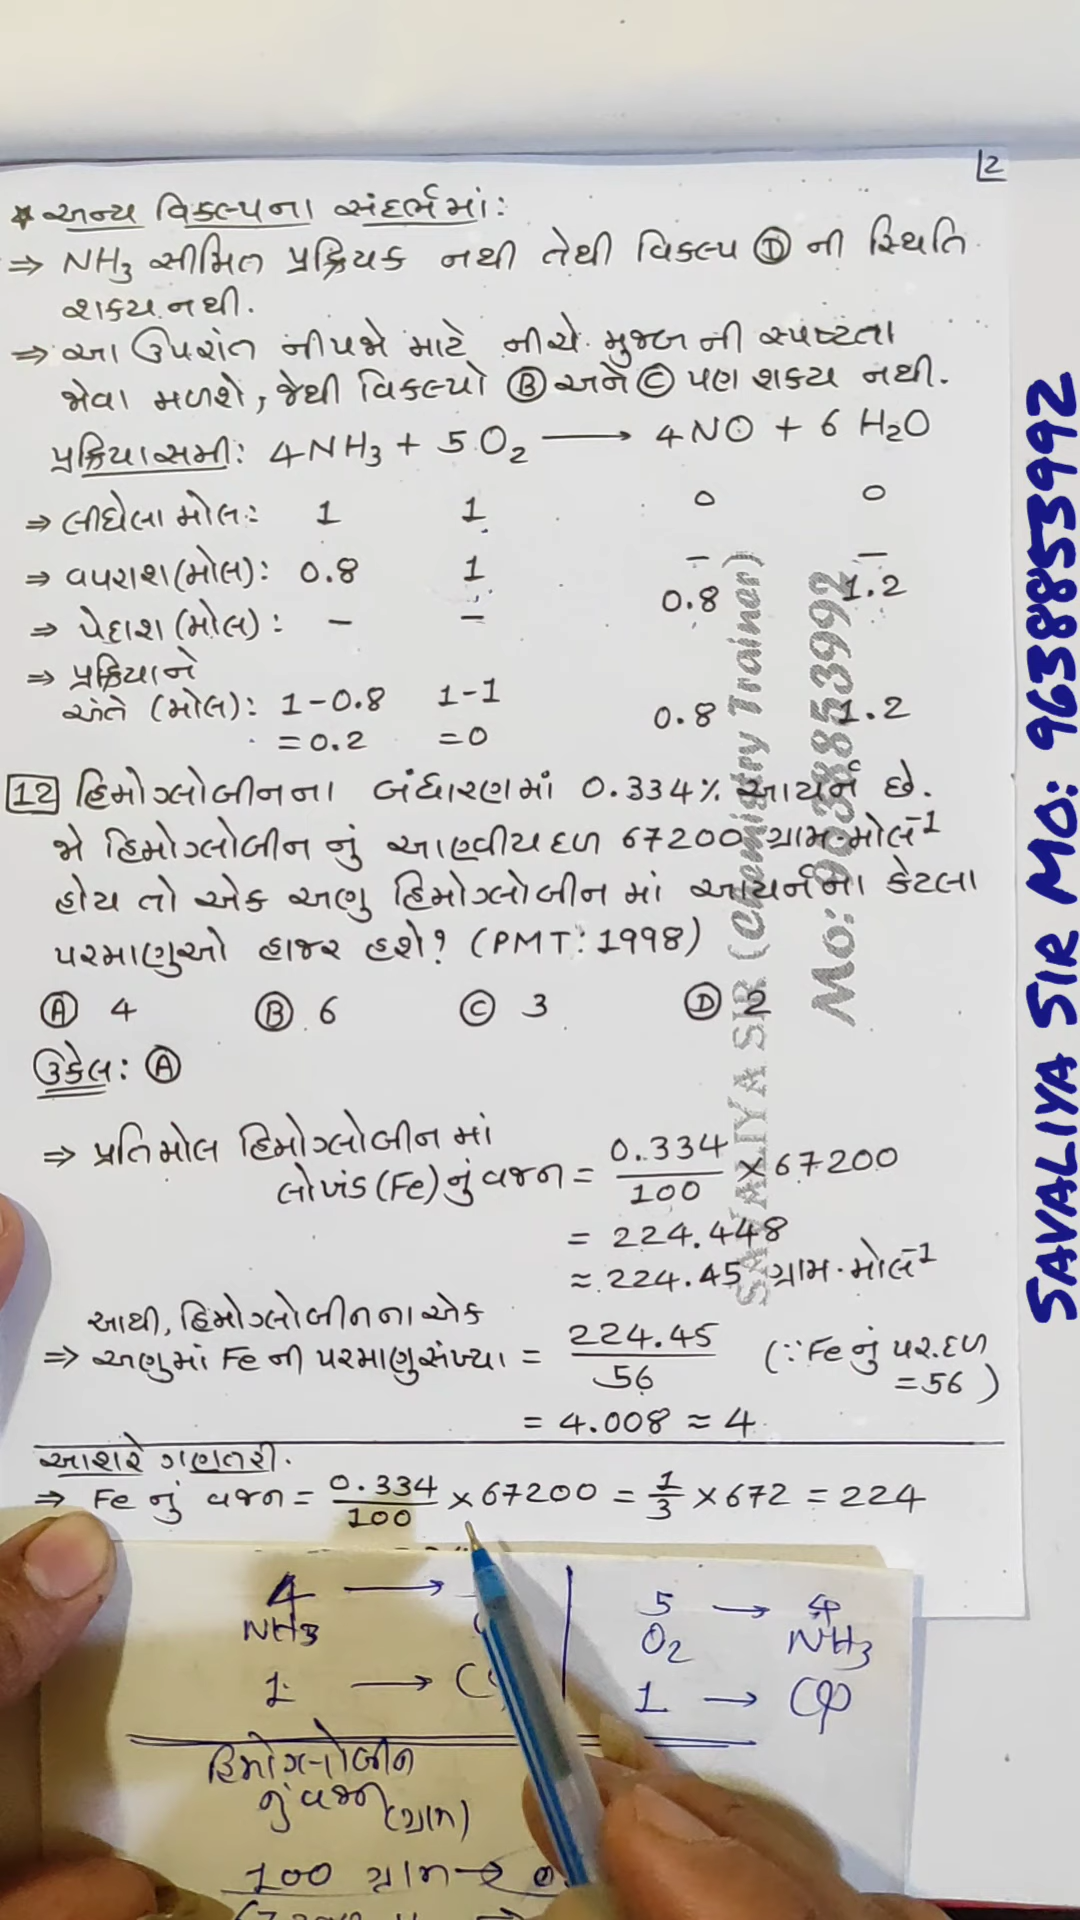 2
* અન્ય વિકલ્પના સંદર્ભમાં:
⇒ NH₃ સીમિત પ્રક્રિયક નથી તેથી વિકલ્પ Ⓓ ની સ્થિતિ
શક્ય નથી.
⇒ આ ઉપરાંત નીપજો માટે નીચે મુજબ ની સ્પષ્ટતા
જોવા મળશે, જેથી વિકલ્પો Ⓑ અને Ⓒ પણ શક્ય નથી.
પ્રક્રિયા સમી: 4NH₃ + 5O₂ ⟶ 4NO + 6 H₂O
⇒ લીધેલા મોલ: 1 1 0 0
⇒ વપરાશ (મોલ): 0.8 1 – –
⇒ પેદાશ (મોલ): – – 0.8 1.2
⇒ પ્રક્રિયાને
અંતે (મોલ): 1-0.8 1-1 0.8 1.2
=0.2 =0
12 હિમોગ્લોબીનના બંધારણમાં 0.334% આયર્ન છે.
જો હિમોગ્લોબીન નું આણ્વીય દળ 67200 ગ્રામ-મોલ⁻¹
હોય તો એક અણુ હિમોગ્લોબીન માં આયર્નના કેટલા
પરમાણુઓ હાજર હશે? (PMT: 1998)
Ⓐ 4 Ⓑ 6 Ⓒ 3 Ⓓ 2
ઉકેલ: Ⓐ
⇒ પ્રતિ મોલ હિમોગ્લોબીન માં
લોખંડ (Fe) નું વજન = 0.334/100 × 67200
= 224.448
≈ 224.45 ગ્રામ.મોલ⁻¹
આથી, હિમોગ્લોબીનના એક
⇒ અણુમાં Fe ની પરમાણુસંખ્યા = 224.45/56 (∵ Fe નું પર.દળ
=56)
= 4.008 ≈ 4
આશરે ગણતરી.
⇒ Fe નું વજન = 0.334/100 × 67200 = 1/3 × 672 = 224
4 ⟶ 5 ⟶ 4
NH₃ O₂ NH₃
1 ⟶ 1 ⟶ (?)
હિમોગ્લોબીન
નું વજન (ગ્રામ)
100 ગ્રામ → 0.
SAVALIYA SIR (Chemistry Trainer)
Mo: 9638853992
SAVALIYA SIR MO: 9638853992